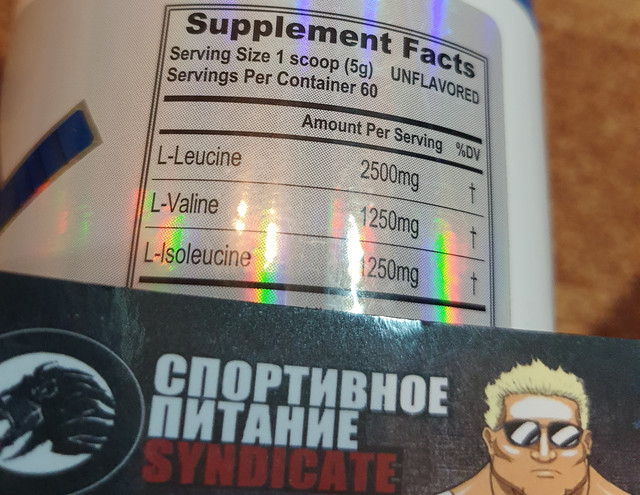 Supplement Facts
Serving Size 1 scoop (5g) UNFLAVORED
Servings Per Container 60
Amount Per Serving %DV
L-Leucine 2500mg †
L-Valine 1250mg †
L-Isoleucine 1250mg †
СПОРТИВНОЕ
ПИТАНИЕ
SYNDICATE